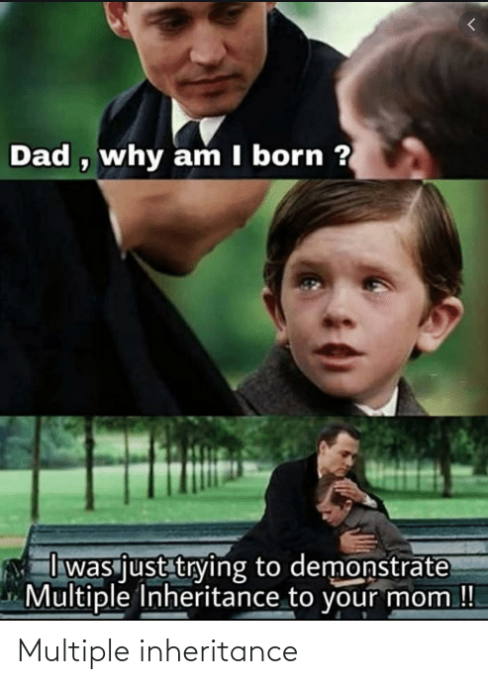 Dad , why am I born ?
I was just trying to demonstrate
Multiple Inheritance to your mom !!
Multiple inheritance